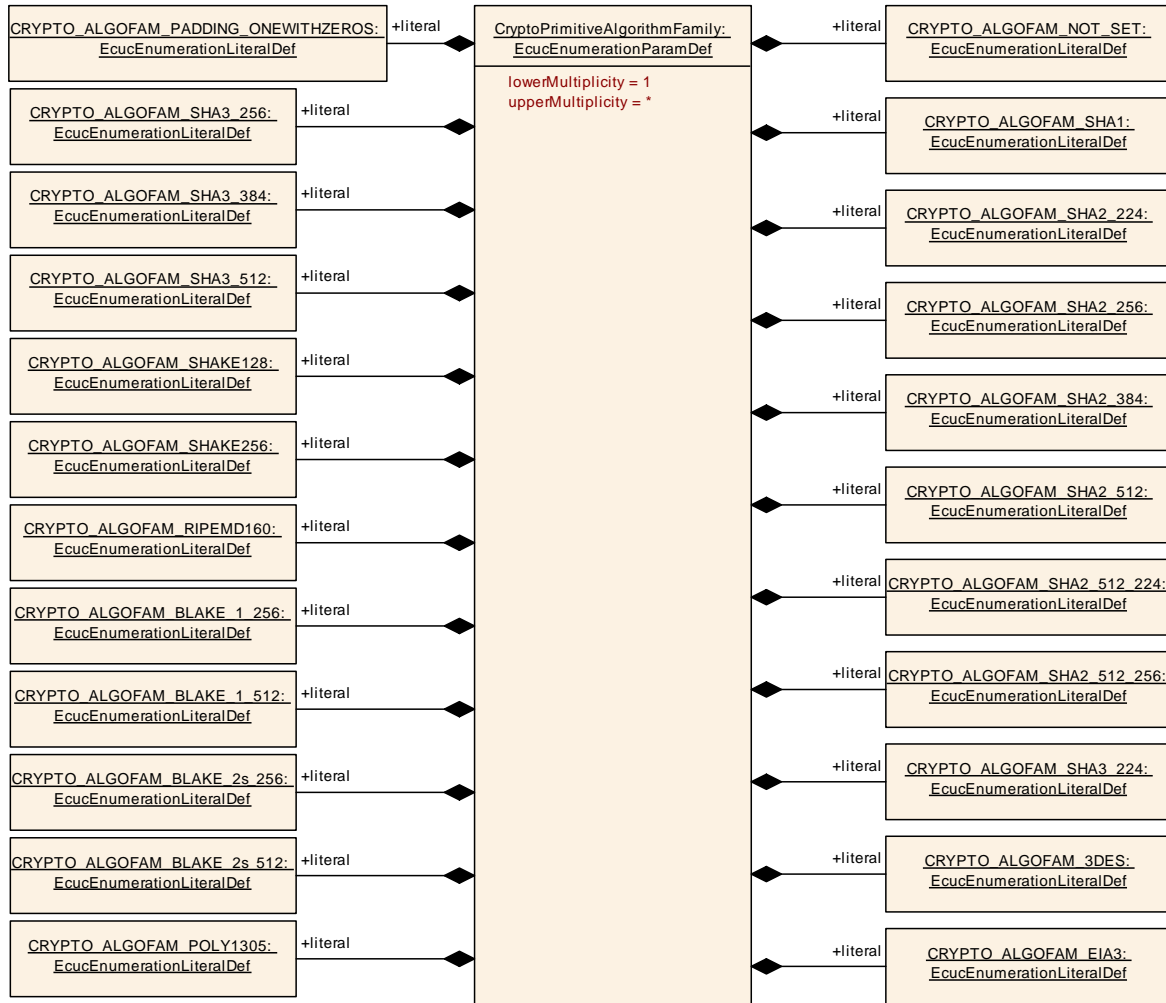 CRYPTO_ALGOFAM_PADDING_ONEWITHZEROS:
EcucEnumerationLiteralDef
+literal
CRYPTO_ALGOFAM_SHA3_256:
EcucEnumerationLiteralDef
+literal
CRYPTO_ALGOFAM_SHA3_384:
EcucEnumerationLiteralDef
+literal
CRYPTO_ALGOFAM_SHA3_512:
EcucEnumerationLiteralDef
+literal
CRYPTO_ALGOFAM_SHAKE128:
EcucEnumerationLiteralDef
+literal
CRYPTO_ALGOFAM_SHAKE256:
EcucEnumerationLiteralDef
+literal
CRYPTO_ALGOFAM_RIPEMD160:
EcucEnumerationLiteralDef
+literal
CRYPTO_ALGOFAM_BLAKE_1_256:
EcucEnumerationLiteralDef
+literal
CRYPTO_ALGOFAM_BLAKE_1_512:
EcucEnumerationLiteralDef
+literal
CRYPTO_ALGOFAM_BLAKE_2s_256:
EcucEnumerationLiteralDef
+literal
CRYPTO_ALGOFAM_BLAKE_2s_512:
EcucEnumerationLiteralDef
+literal
CRYPTO_ALGOFAM_POLY1305:
EcucEnumerationLiteralDef
+literal
CryptoPrimitiveAlgorithmFamily:
EcucEnumerationParamDef
lowerMultiplicity = 1
upperMultiplicity = *
+literal
CRYPTO_ALGOFAM_NOT_SET:
EcucEnumerationLiteralDef
+literal
CRYPTO_ALGOFAM_SHA1:
EcucEnumerationLiteralDef
+literal
CRYPTO_ALGOFAM_SHA2_224:
EcucEnumerationLiteralDef
+literal
CRYPTO_ALGOFAM_SHA2_256:
EcucEnumerationLiteralDef
+literal
CRYPTO_ALGOFAM_SHA2_384:
EcucEnumerationLiteralDef
+literal
CRYPTO_ALGOFAM_SHA2_512:
EcucEnumerationLiteralDef
+literal
CRYPTO_ALGOFAM_SHA2_512_224:
EcucEnumerationLiteralDef
+literal
CRYPTO_ALGOFAM_SHA2_512_256:
EcucEnumerationLiteralDef
+literal
CRYPTO_ALGOFAM_SHA3_224:
EcucEnumerationLiteralDef
+literal
CRYPTO_ALGOFAM_3DES:
EcucEnumerationLiteralDef
+literal
CRYPTO_ALGOFAM_EIA3:
EcucEnumerationLiteralDef